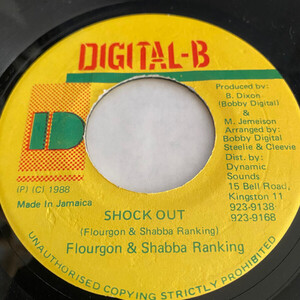 DIGITAL-B
Produced by:
B. Dixon
(Bobby Digital)
&
M. Jemeison
Arranged by:
Bobby Digital
Steelie & Cleevie
Dist. by:
Dynamic
Sounds
15 Bell Road,
Kingston 11
923-9138
923-9168
(P) (C) 1988
Made In Jamaica
SHOCK OUT
(Flourgon & Shabba Ranking)
Flourgon & Shabba Ranking
UNAUTHORISED COPYING STRICTLY PROHIBITED